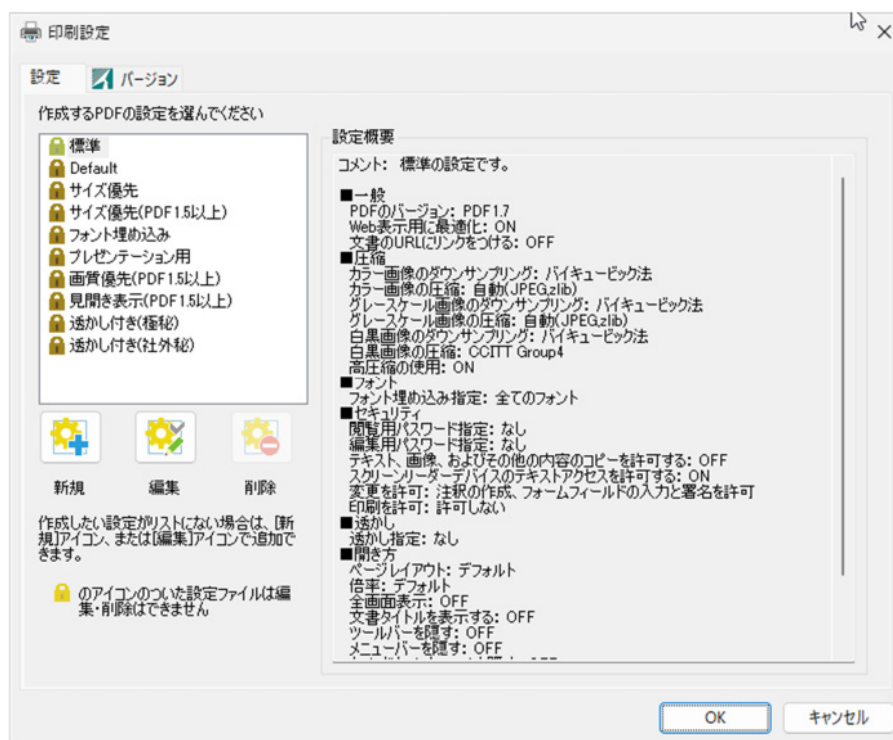 印刷設定
設定
バージョン
作成するPDFの設定を選んでください
標準
Default
サイズ優先
サイズ優先(PDF1.5以上)
フォント埋め込み
プレゼンテーション用
画質優先(PDF1.5以上)
見開き表示(PDF1.5以上)
透かし付き(極秘)
透かし付き(社外秘)
新規
編集
削除
作成したい設定がリストにない場合は、[新
規]アイコン、または[編集]アイコンで追加で
きます。
のアイコンのついた設定ファイルは編
集・削除はできません
設定概要
コメント: 標準の設定です。
■一般
PDFのバージョン: PDF1.7
Web表示用に最適化: ON
文書のURLにリンクをつける: OFF
■圧縮
カラー画像のダウンサンプリング: バイキュービック法
カラー画像の圧縮: 自動(JPEG,zlib)
グレースケール画像のダウンサンプリング: バイキュービック法
グレースケール画像の圧縮: 自動(JPEG,zlib)
白黒画像のダウンサンプリング: バイキュービック法
白黒画像の圧縮: CCITT Group4
高圧縮の使用: ON
■フォント
フォント埋め込み指定: 全てのフォント
■セキュリティ
閲覧用パスワード指定: なし
編集用パスワード指定: なし
テキスト、画像、およびその他の内容のコピーを許可する: OFF
スクリーンリーダーデバイスのテキストアクセスを許可する: ON
変更を許可: 注釈の作成、フォームフィールドの入力と署名を許可
印刷を許可: 許可しない
■透かし
透かし指定: なし
■開き方
ページレイアウト: デフォルト
倍率: デフォルト
全画面表示: OFF
文書タイトルを表示する: OFF
ツールバーを隠す: OFF
メニューバーを隠す: OFF
OK
キャンセル